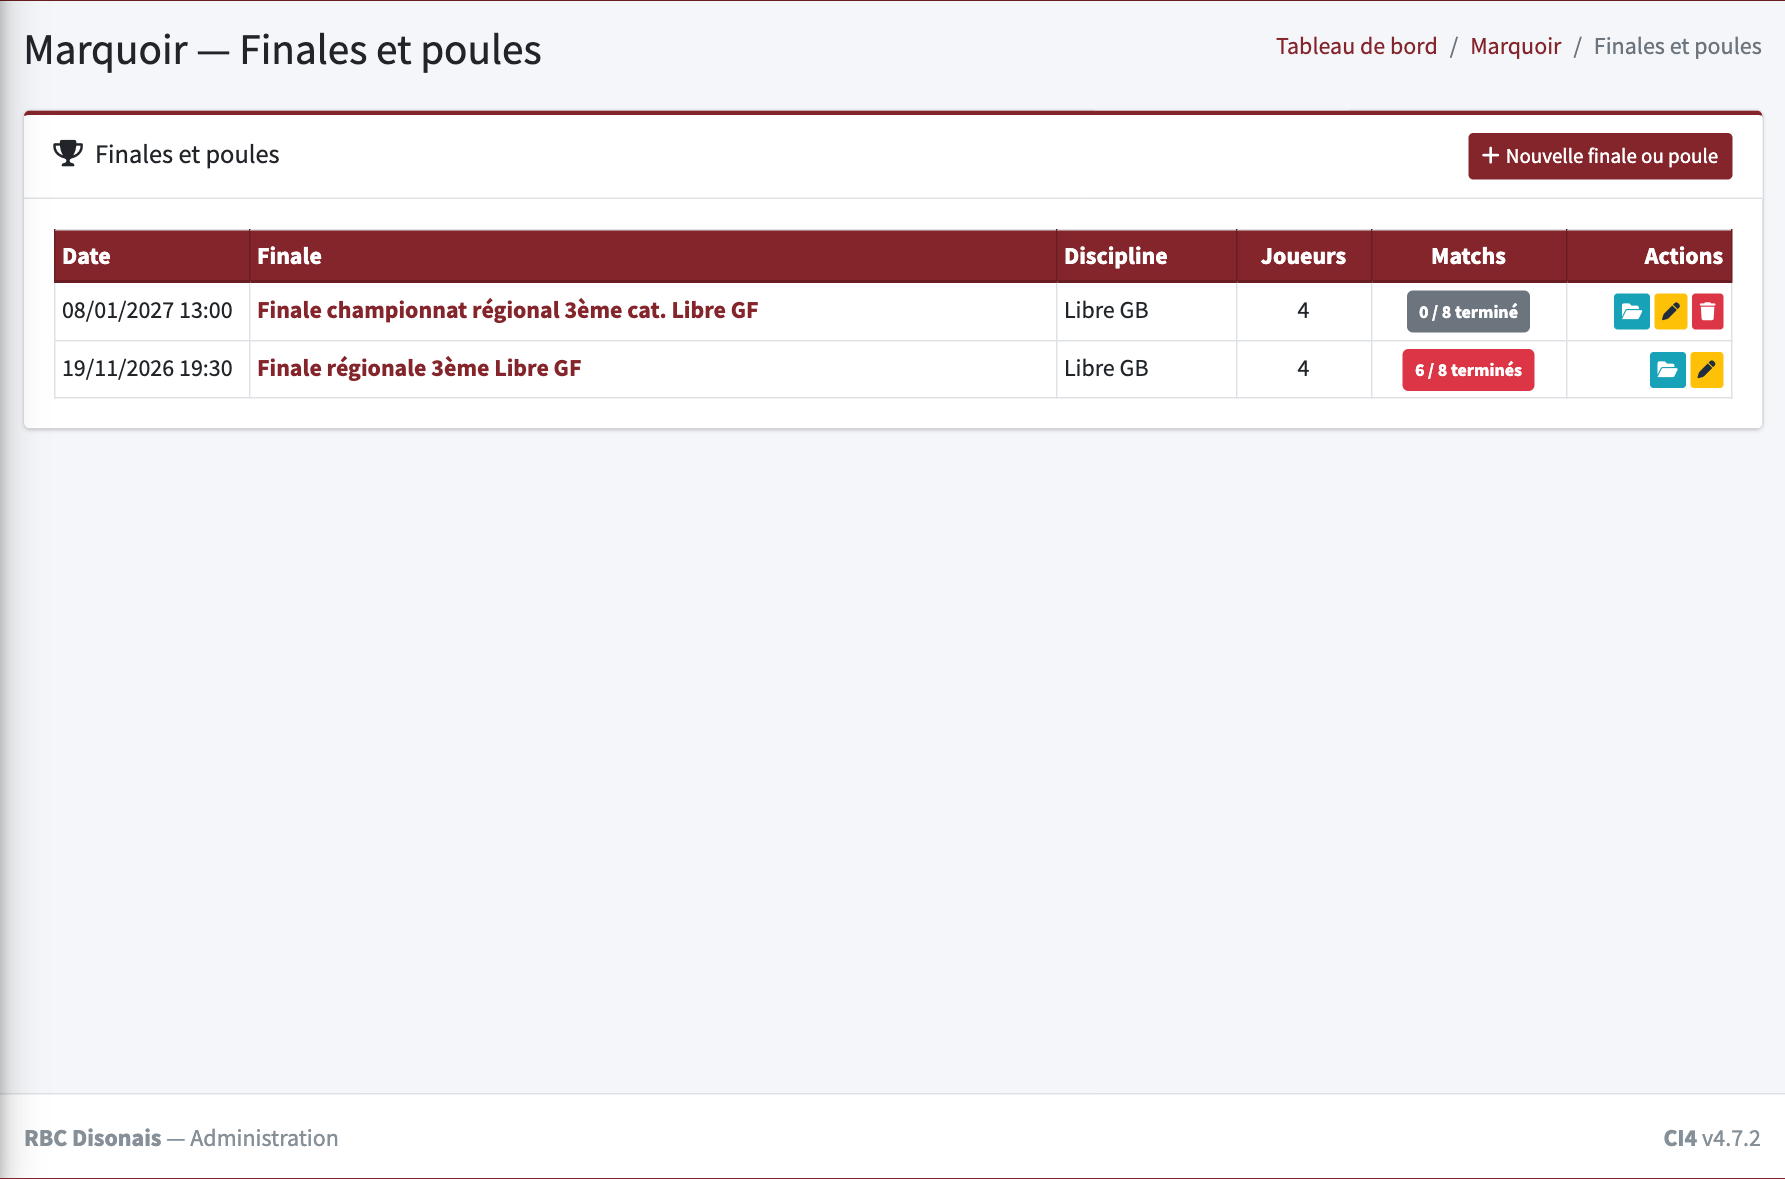 Marquoir — Finales et poules
Tableau de bord / Marquoir / Finales et poules
Finales et poules
+ Nouvelle finale ou poule
Date Finale Discipline Joueurs Matchs Actions
08/01/2027 13:00 Finale championnat régional 3ème cat. Libre GF Libre GB 4 0 / 8 terminé
19/11/2026 19:30 Finale régionale 3ème Libre GF Libre GB 4 6 / 8 terminés
RBC Disonais — Administration
CI4 v4.7.2